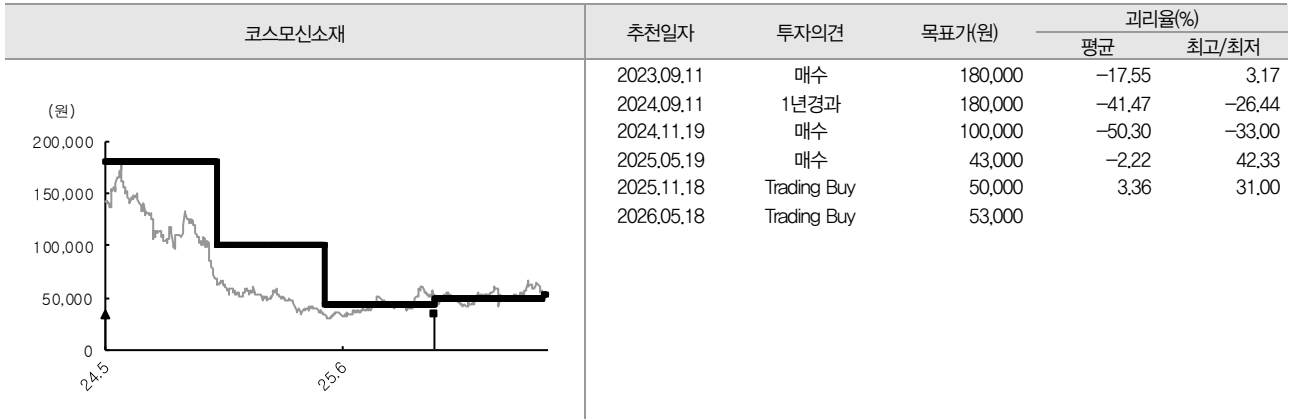 코스모신소재
(원)
200,000
150,000
100,000
50,000
0
24.5
25.6
추천일자 투자의견 목표가(원) 괴리율(%)
평균 최고/최저
2023.09.11 매수 180,000 -17.55 3.17
2024.09.11 1년경과 180,000 -41.47 -26.44
2024.11.19 매수 100,000 -50.30 -33.00
2025.05.19 매수 43,000 -2.22 42.33
2025.11.18 Trading Buy 50,000 3.36 31.00
2026.05.18 Trading Buy 53,000